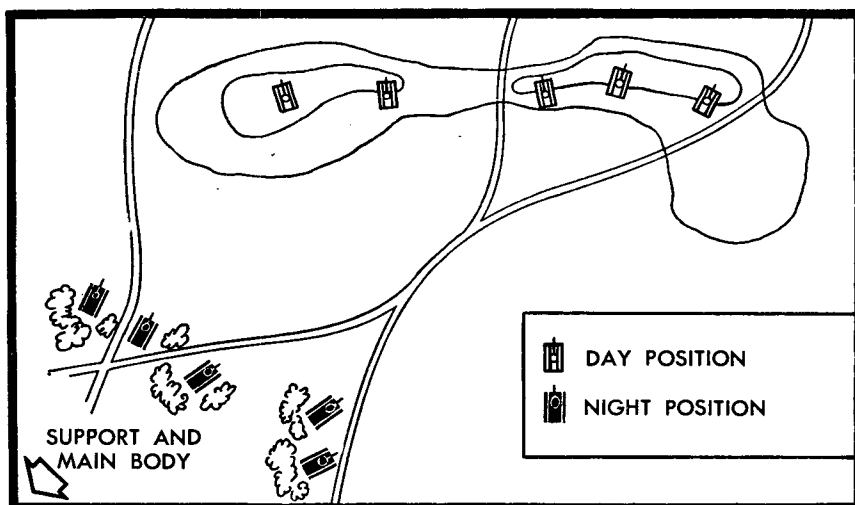 DAY POSITION
NIGHT POSITION
SUPPORT AND
MAIN BODY